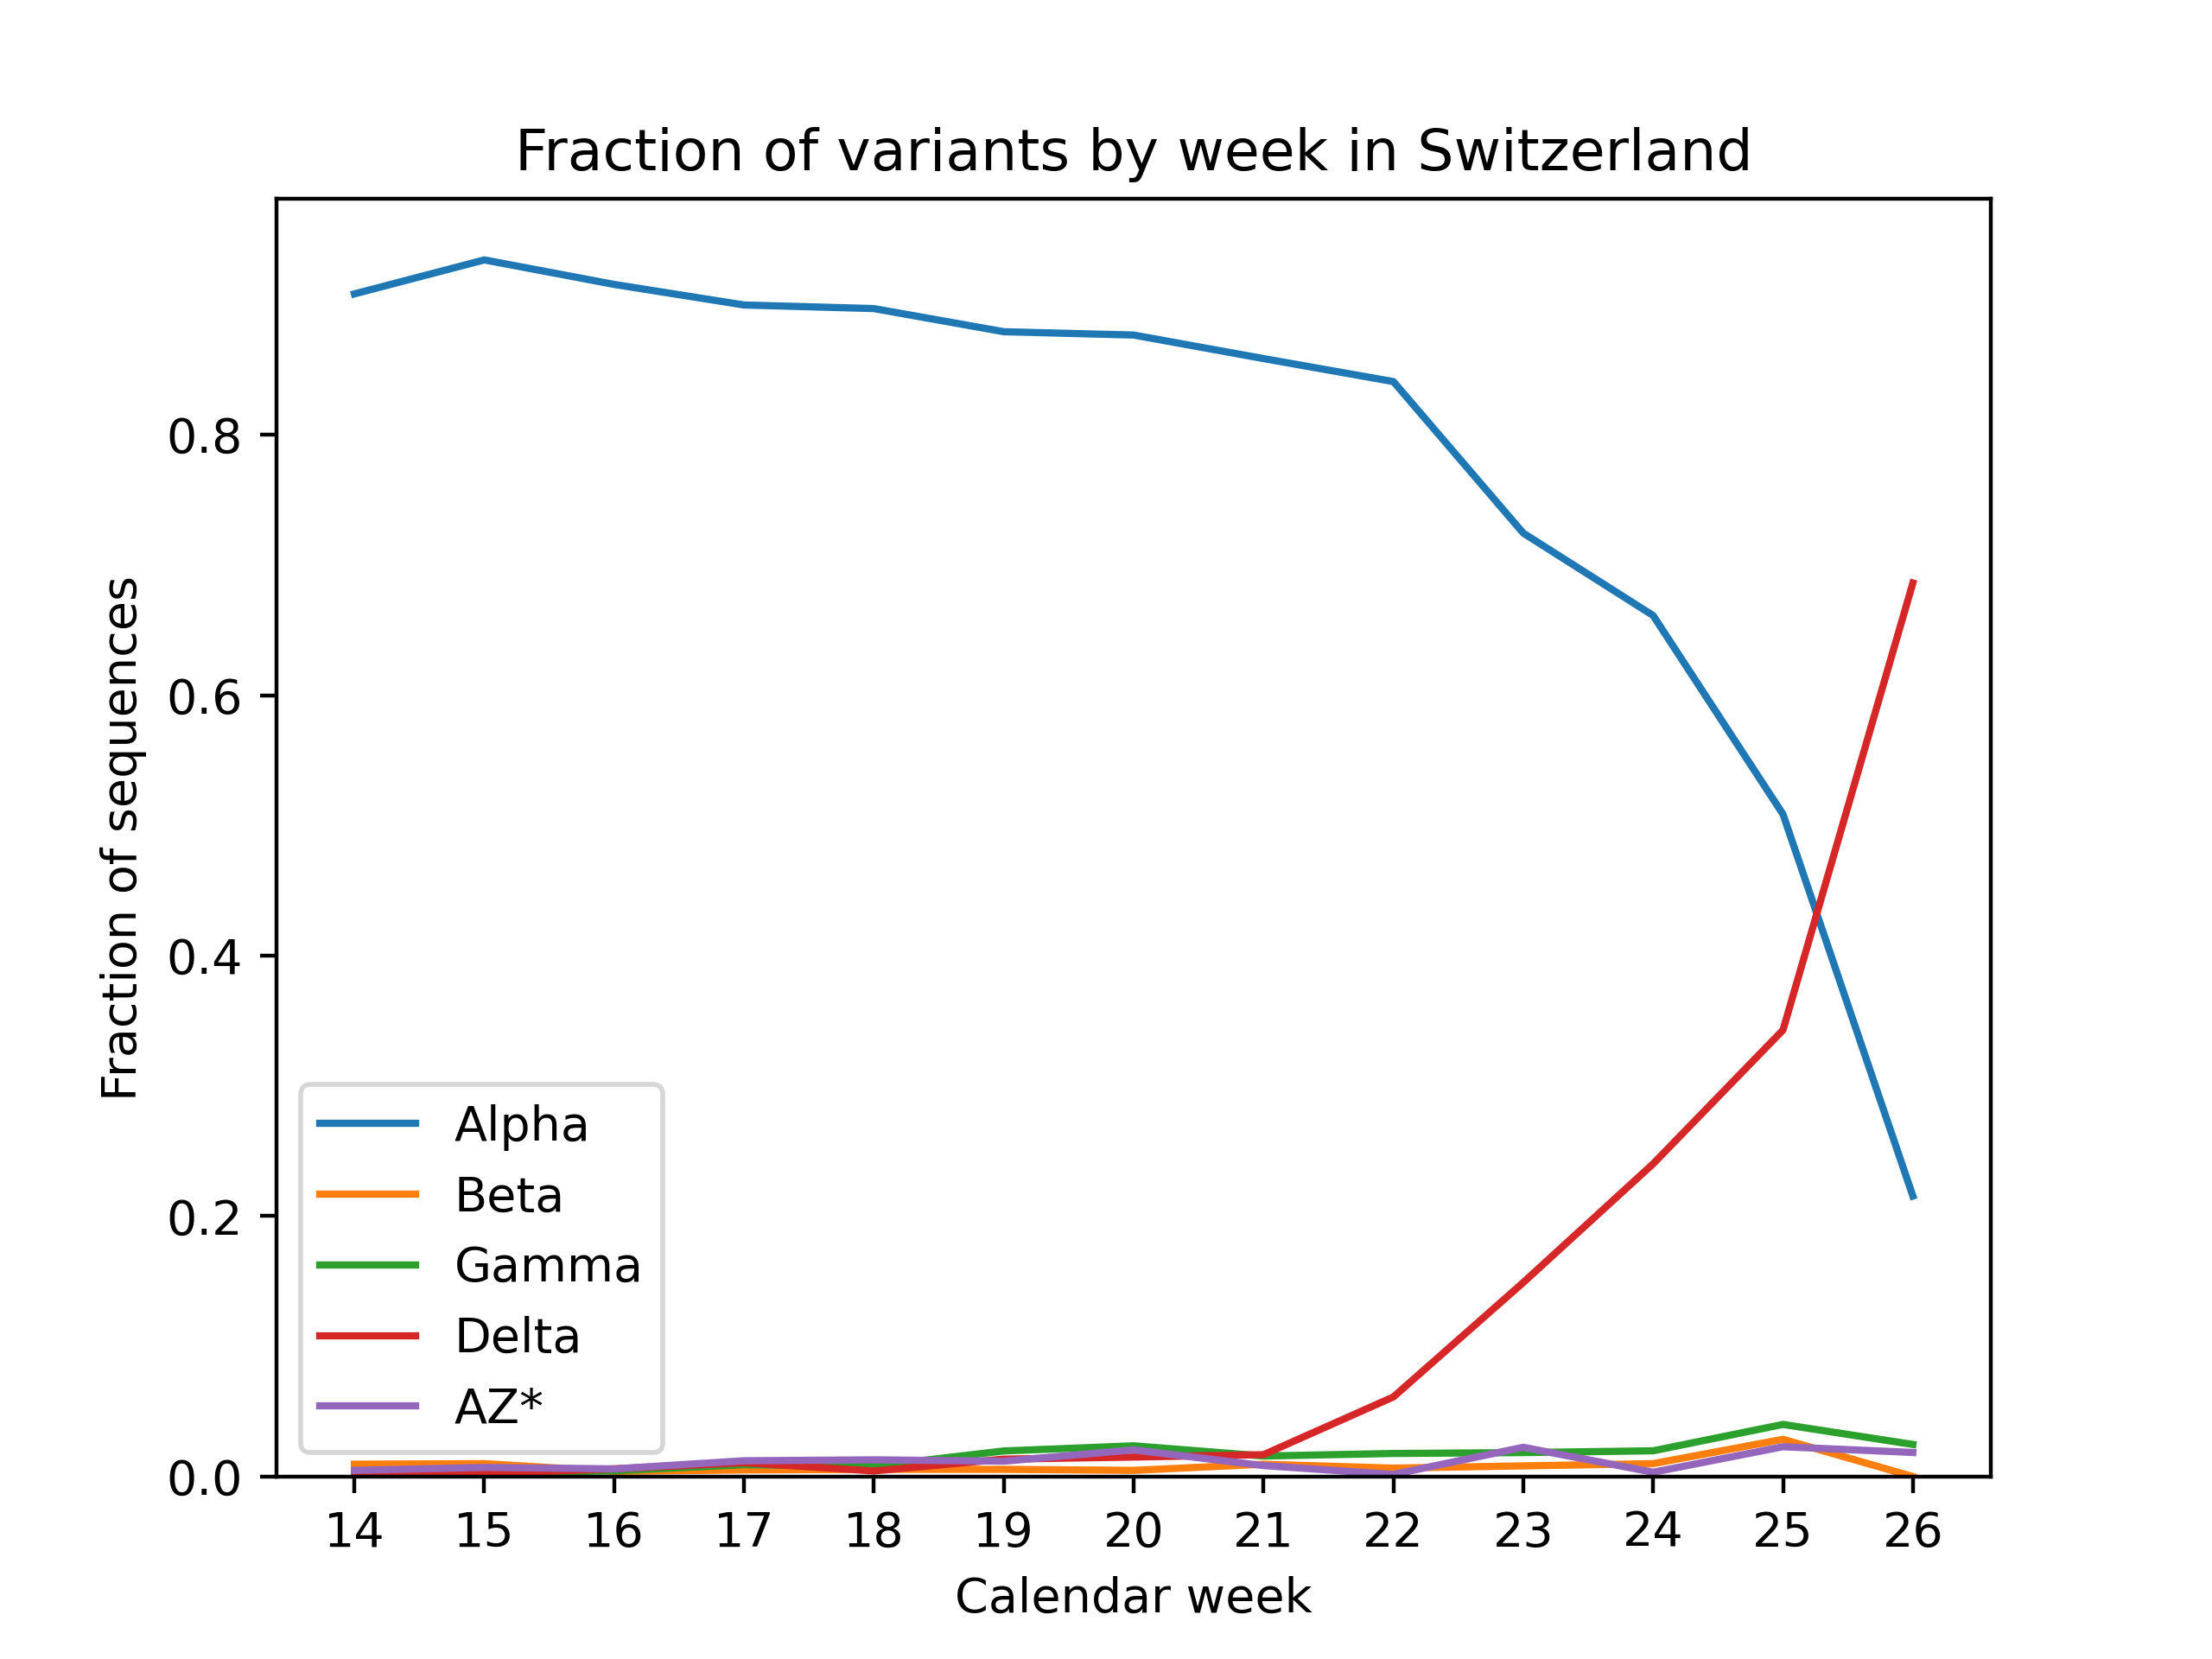 Fraction of variants by week in Switzerland
Fraction of sequences
0.8
0.6
0.4
0.2
0.0
Alpha
Beta
Gamma
Delta
AZ*
14 15 16 17 18 19 20 21 22 23 24 25 26
Calendar week